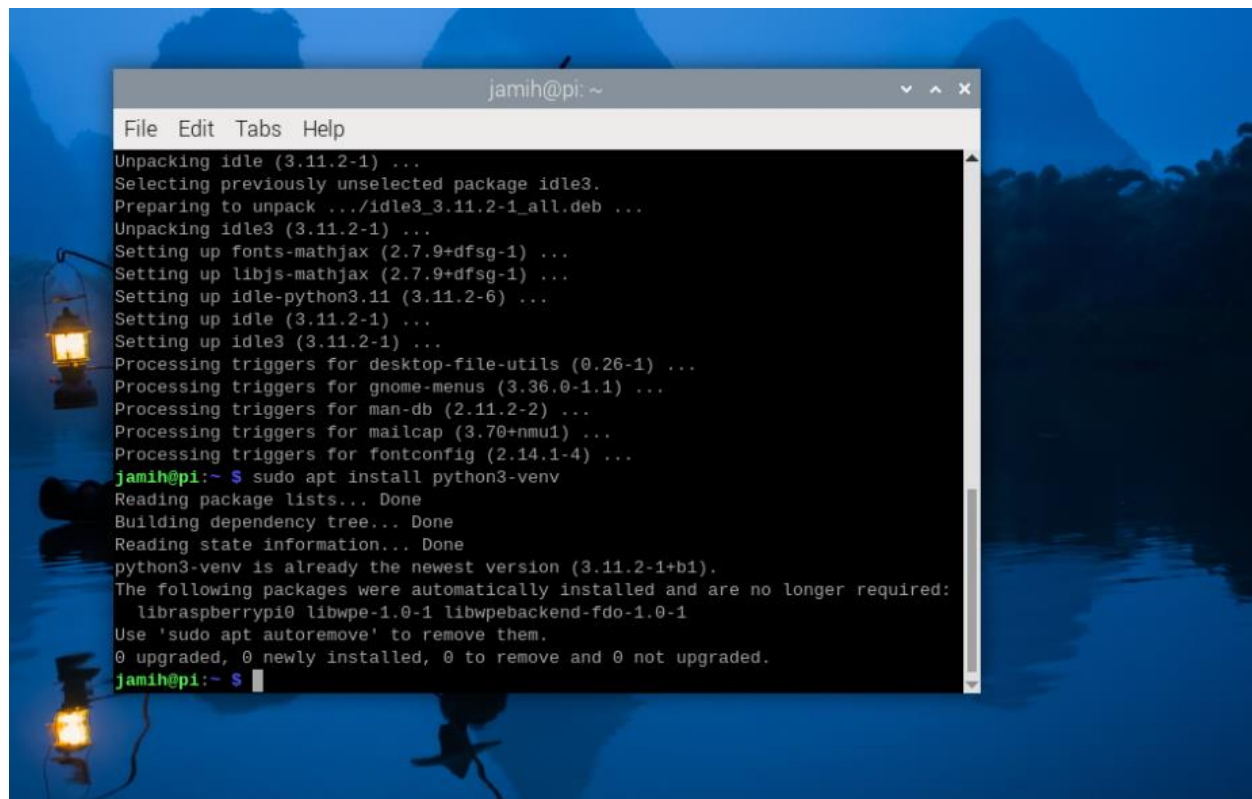 jamih@pi: ~
File Edit Tabs Help
Unpacking idle (3.11.2-1) ...
Selecting previously unselected package idle3.
Preparing to unpack .../idle3_3.11.2-1_all.deb ...
Unpacking idle3 (3.11.2-1) ...
Setting up fonts-mathjax (2.7.9+dfsg-1) ...
Setting up libjs-mathjax (2.7.9+dfsg-1) ...
Setting up idle-python3.11 (3.11.2-6) ...
Setting up idle (3.11.2-1) ...
Setting up idle3 (3.11.2-1) ...
Processing triggers for desktop-file-utils (0.26-1) ...
Processing triggers for gnome-menus (3.36.0-1.1) ...
Processing triggers for man-db (2.11.2-2) ...
Processing triggers for mailcap (3.70+nmu1) ...
Processing triggers for fontconfig (2.14.1-4) ...
jamih@pi:~ $ sudo apt install python3-venv
Reading package lists... Done
Building dependency tree... Done
Reading state information... Done
python3-venv is already the newest version (3.11.2-1+b1).
The following packages were automatically installed and are no longer required:
  libraspberrypi0 libwpe-1.0-1 libwpebackend-fdo-1.0-1
Use 'sudo apt autoremove' to remove them.
0 upgraded, 0 newly installed, 0 to remove and 0 not upgraded.
jamih@pi:~ $